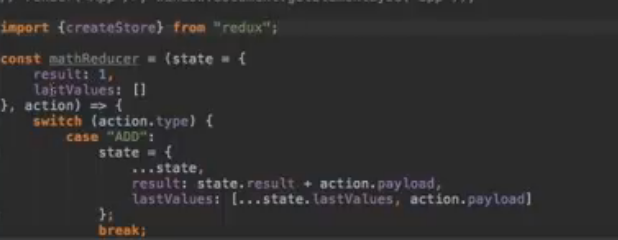 import {createStore} from "redux";
const mathReducer = (state = {
result: 1,
lastValues: []
}, action) => {
switch (action.type) {
case "ADD":
state = {
...state,
result: state.result + action.payload,
lastValues: [...state.lastValues, action.payload]
};
break;